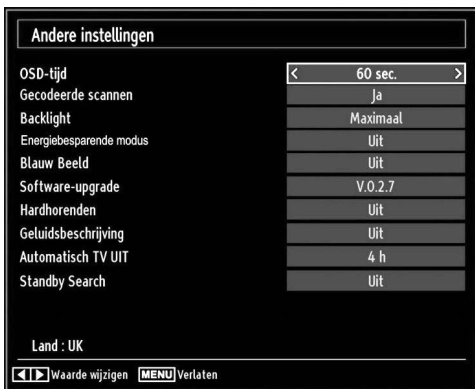 Andere instellingen
OSD-tijd < 60 sec. >
Gecodeerde scannen Ja
Backlight Maximaal
Energiebesparende modus Uit
Blauw Beeld Uit
Software-upgrade V.0.2.7
Hardhorenden Uit
Geluidsbeschrijving Uit
Automatisch TV UIT 4 h
Standby Search Uit
Land : UK
Waarde wijzigen MENU Verlaten